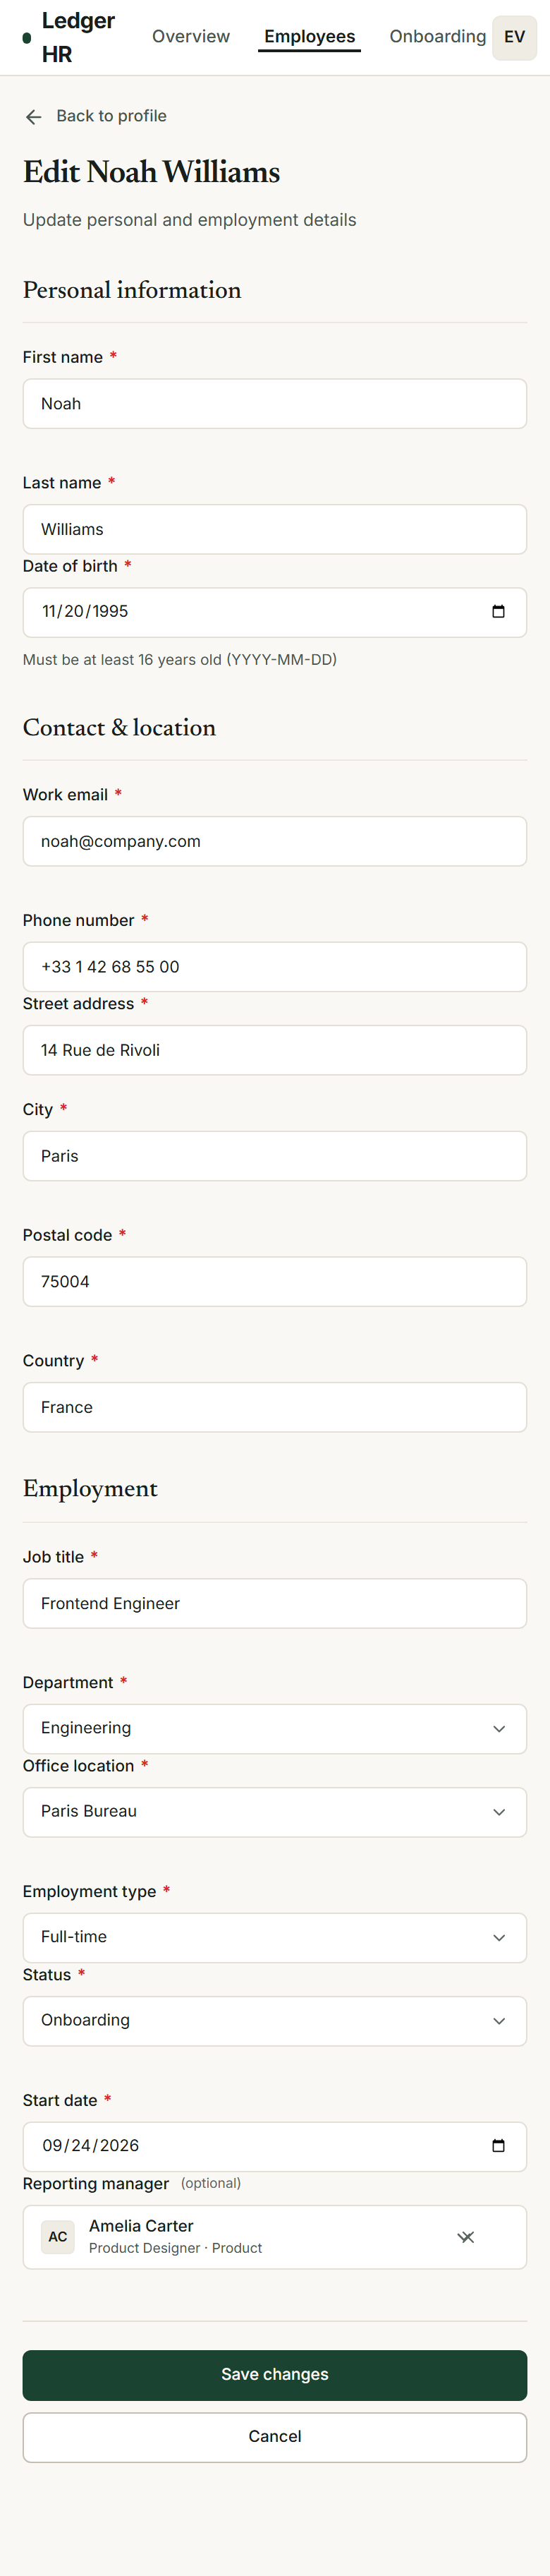 Ledger
HR
Overview
Employees
Onboarding
EV
Back to profile
Edit Noah Williams
Update personal and employment details
Personal information
First name *
Noah
Last name *
Williams
Date of birth *
11/20/1995
Must be at least 16 years old (YYYY-MM-DD)
Contact & location
Work email *
noah@company.com
Phone number *
+33 1 42 68 55 00
Street address *
14 Rue de Rivoli
City *
Paris
Postal code *
75004
Country *
France
Employment
Job title *
Frontend Engineer
Department *
Engineering
Office location *
Paris Bureau
Employment type *
Full-time
Status *
Onboarding
Start date *
09/24/2026
Reporting manager (optional)
AC
Amelia Carter
Product Designer · Product
Save changes
Cancel